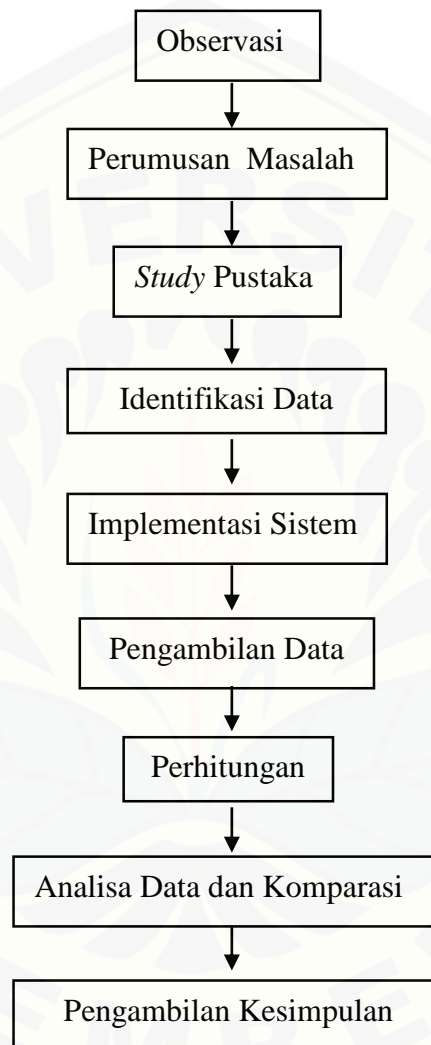 Observasi
Perumusan Masalah
Study Pustaka
Identifikasi Data
Implementasi Sistem
Pengambilan Data
Perhitungan
Analisa Data dan Komparasi
Pengambilan Kesimpulan